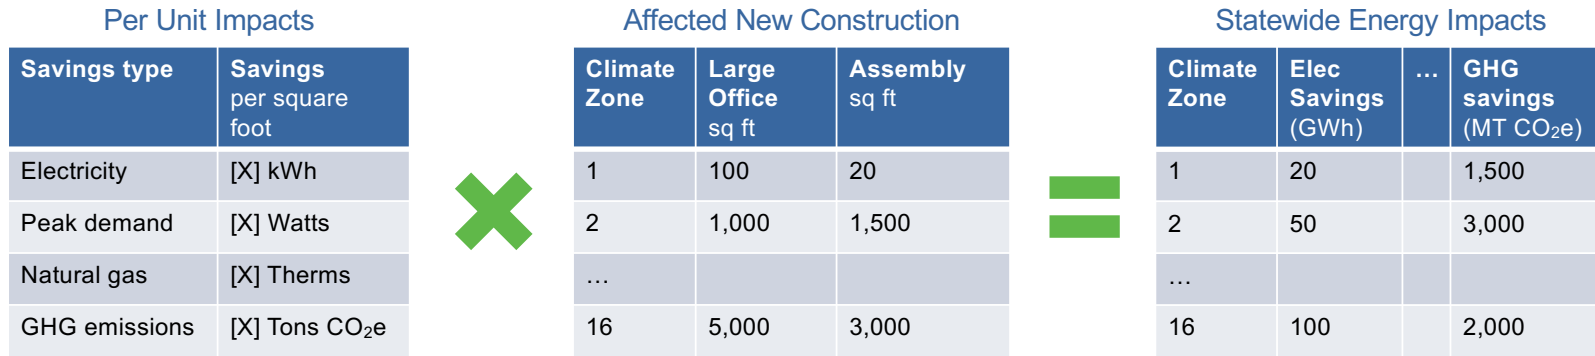 Per Unit Impacts
Savings type
Savings
per square
foot
Electricity
[X] kWh
Peak demand
[X] Watts
Natural gas
[X] Therms
GHG emissions
[X] Tons CO₂e
Affected New Construction
Climate
Zone
Large
Office
sq ft
Assembly
sq ft
1
100
20
2
1,000
1,500
…
16
5,000
3,000
Statewide Energy Impacts
Climate
Zone
Elec
Savings
(GWh)
…
GHG
savings
(MT CO₂e)
1
20
1,500
2
50
3,000
…
16
100
2,000